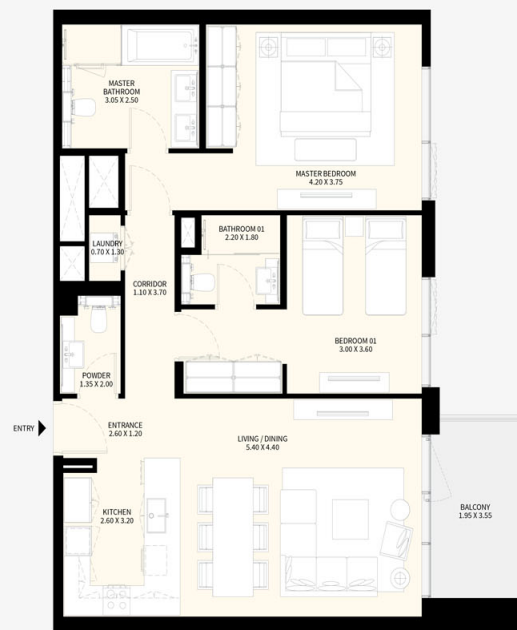 MASTER
BATHROOM
3.05 X 2.50
MASTER BEDROOM
4.20 X 3.75
BATHROOM 01
2.20 X 1.80
LAUNDRY
0.70 X 1.30
CORRIDOR
1.10 X 3.70
BEDROOM 01
3.00 X 3.60
POWDER
1.35 X 2.00
ENTRY
ENTRANCE
2.60 X 1.20
LIVING / DINING
5.40 X 4.40
KITCHEN
2.60 X 3.20
BALCONY
1.95 X 3.55